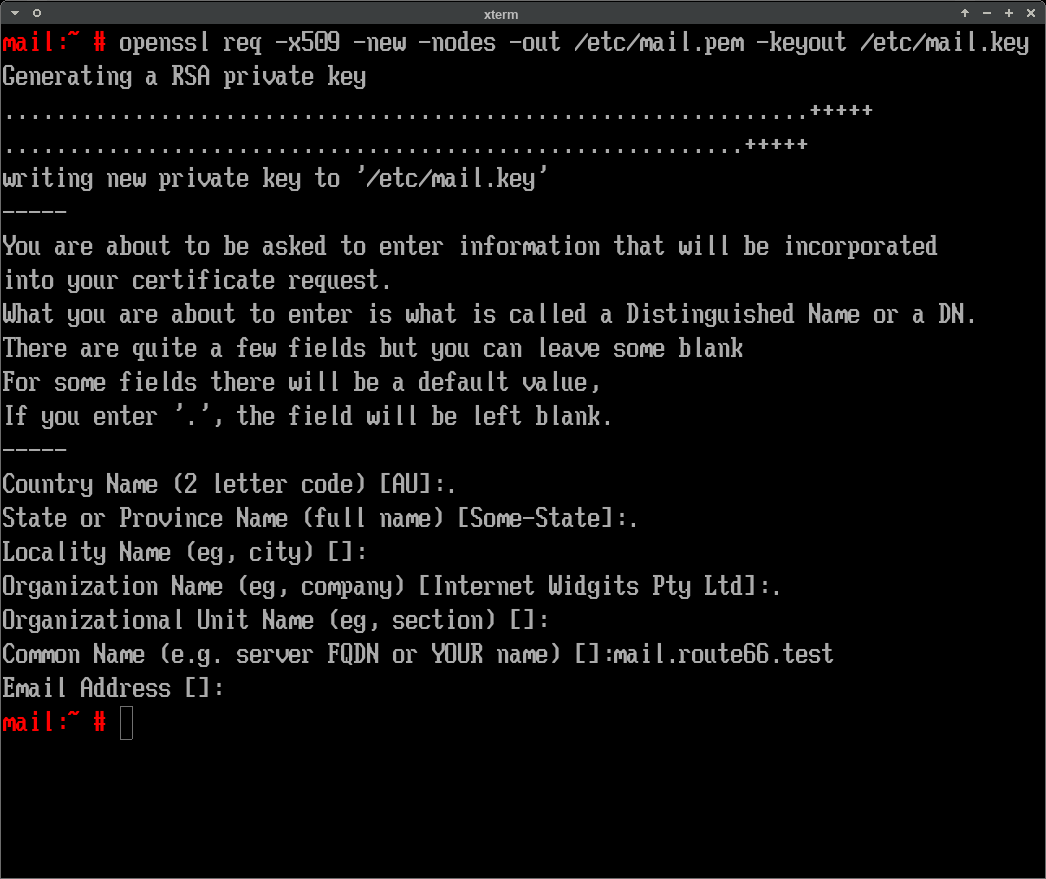 xterm
mail:~ # openssl req -x509 -new -nodes -out /etc/mail.pem -keyout /etc/mail.key
Generating a RSA private key
..............................................................+++++
.........................................................+++++
writing new private key to '/etc/mail.key'
-----
You are about to be asked to enter information that will be incorporated
into your certificate request.
What you are about to enter is what is called a Distinguished Name or a DN.
There are quite a few fields but you can leave some blank
For some fields there will be a default value,
If you enter '.', the field will be left blank.
-----
Country Name (2 letter code) [AU]:.
State or Province Name (full name) [Some-State]:.
Locality Name (eg, city) []:
Organization Name (eg, company) [Internet Widgits Pty Ltd]:.
Organizational Unit Name (eg, section) []:
Common Name (e.g. server FQDN or YOUR name) []:mail.route66.test
Email Address []:
mail:~ #